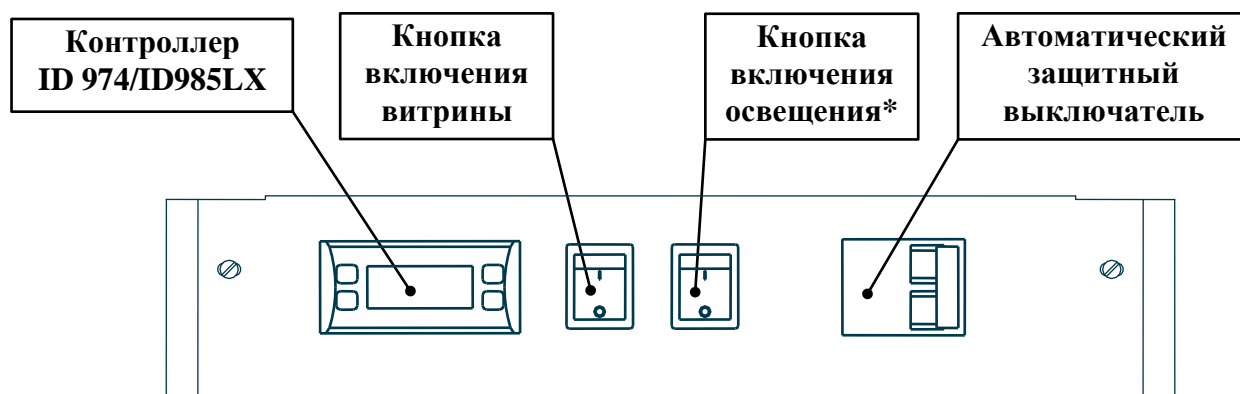 Контроллер
ID 974/ID985LX
Кнопка
включения
витрины
Кнопка
включения
освещения*
Автоматический
защитный
выключатель